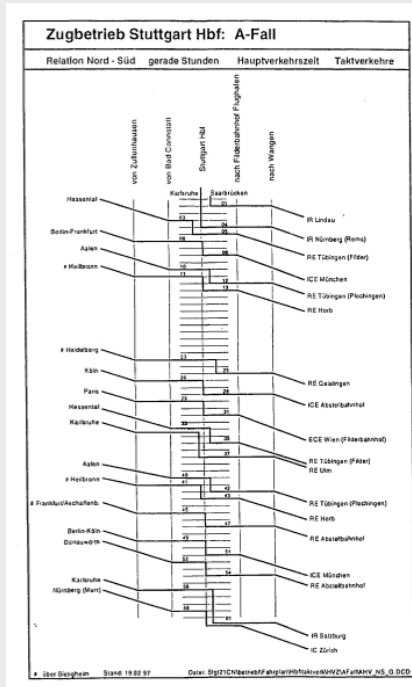 Zugbetrieb Stuttgart Hbf: A-Fall
Relation Nord - Süd gerade Stunden Hauptverkehrszeit Taktverkehre
von Zuffenhausen
von Bad Cannstatt
Stuttgart Hbf
nach Filderbahnhof Flughafen
nach Wangen
Karlsruhe Saarbrücken
Hessental
IR Lindau
IR Nürnberg (Rems)
Berlin-Frankfurt
RE Tübingen (Filder)
Aalen
ICE München
# Heilbronn
RE Tübingen (Plochingen)
RE Horb
# Heidelberg
Köln
RE Geislingen
Paris
ICE Abstellbahnhof
Hessental
ECE Wien (Filderbahnhof)
Karlsruhe
RE Tübingen (Filder)
RE Ulm
Aalen
# Heilbronn
RE Tübingen (Plochingen)
# Frankfurt/Aschaffenb.
RE Horb
RE Abstellbahnhof
Berlin-Köln
Donauwörth
ICE München
RE Abstellbahnhof
Karlsruhe
Nürnberg (Murr)
IR Salzburg
IC Zürich
# über Bietigheim Stand: 19.02.97 Datei: